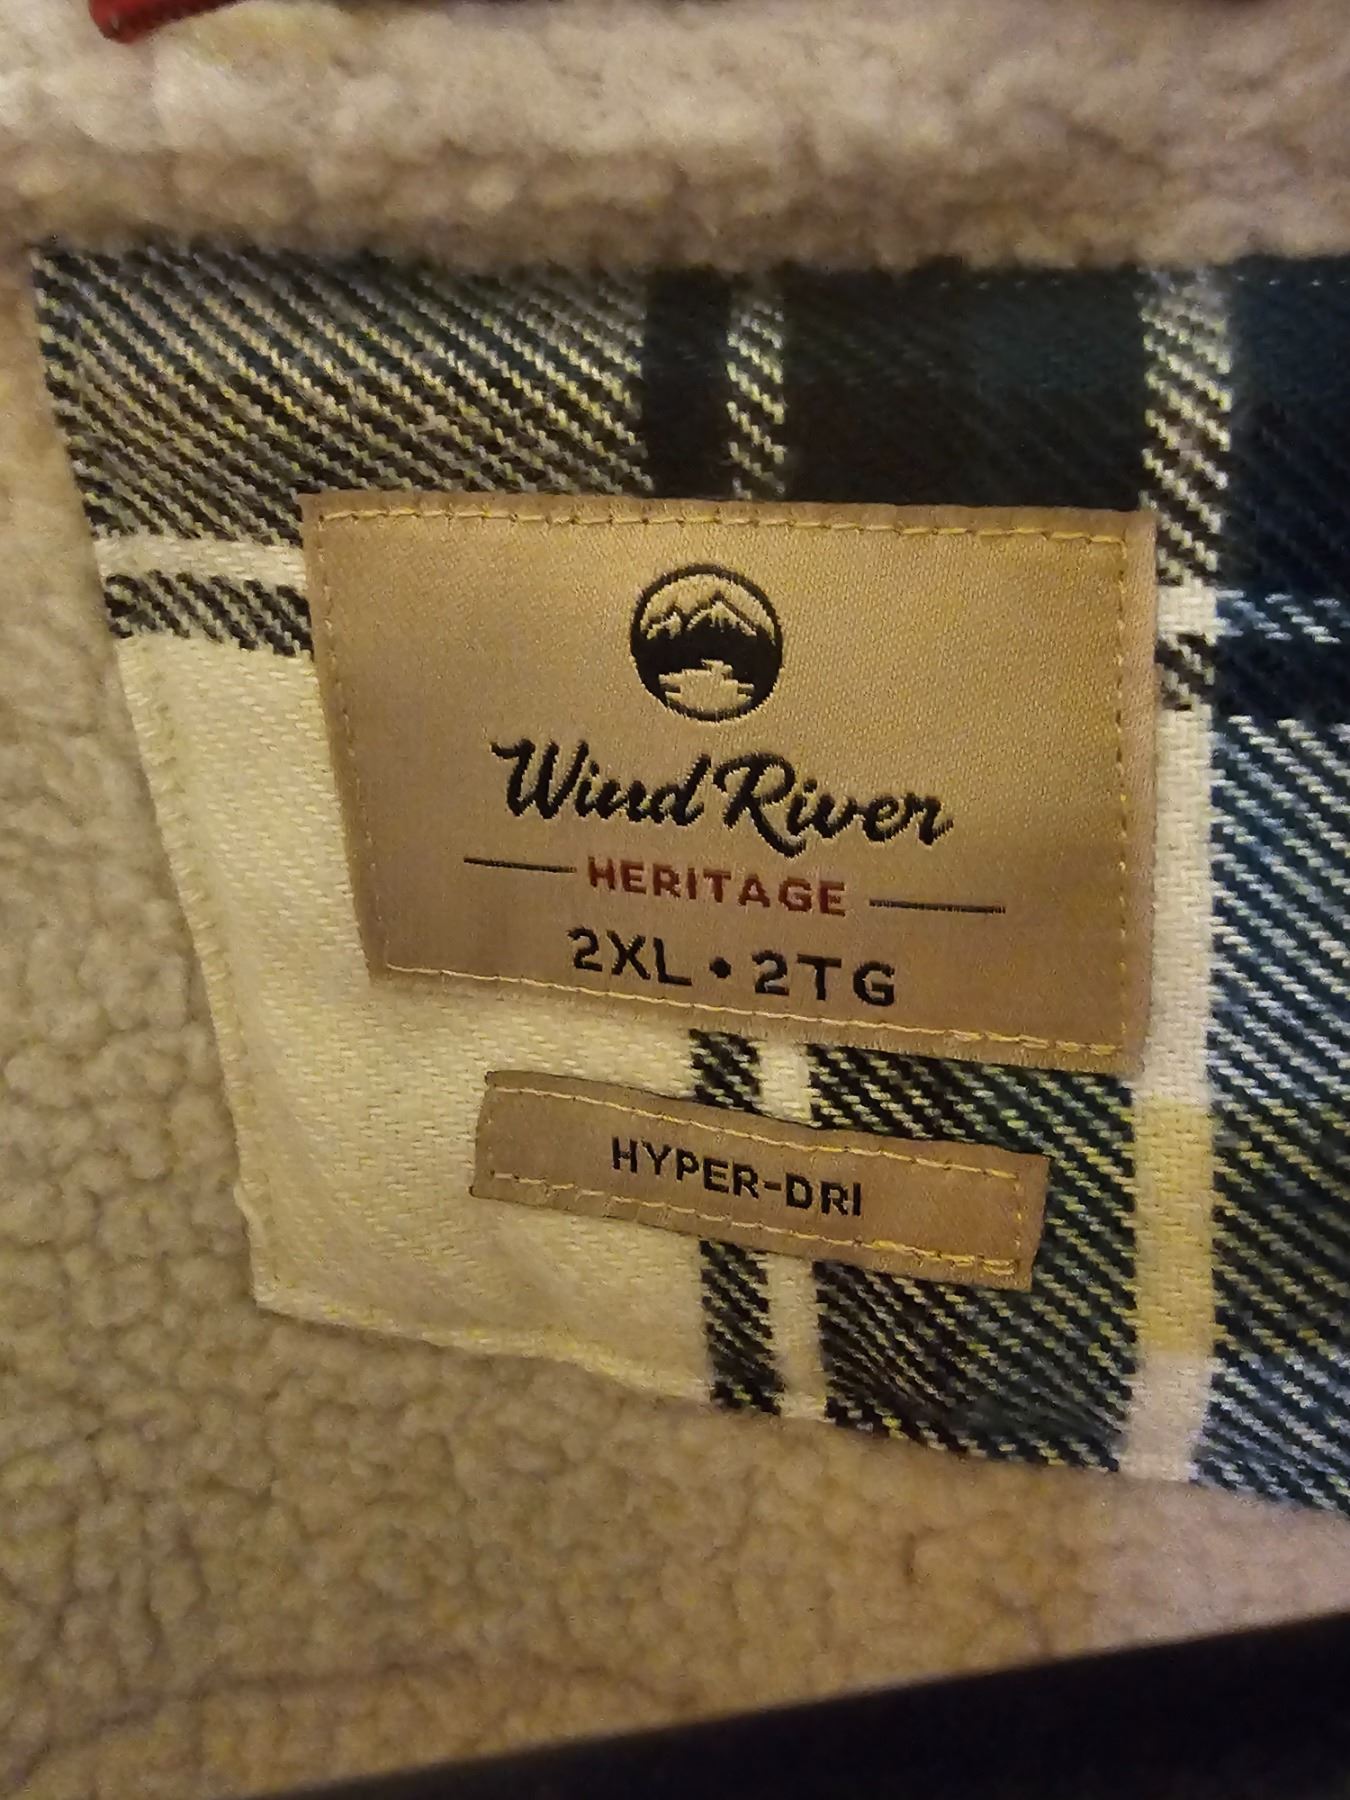 Wind River
HERITAGE
2XL • 2TG
HYPER-DRI